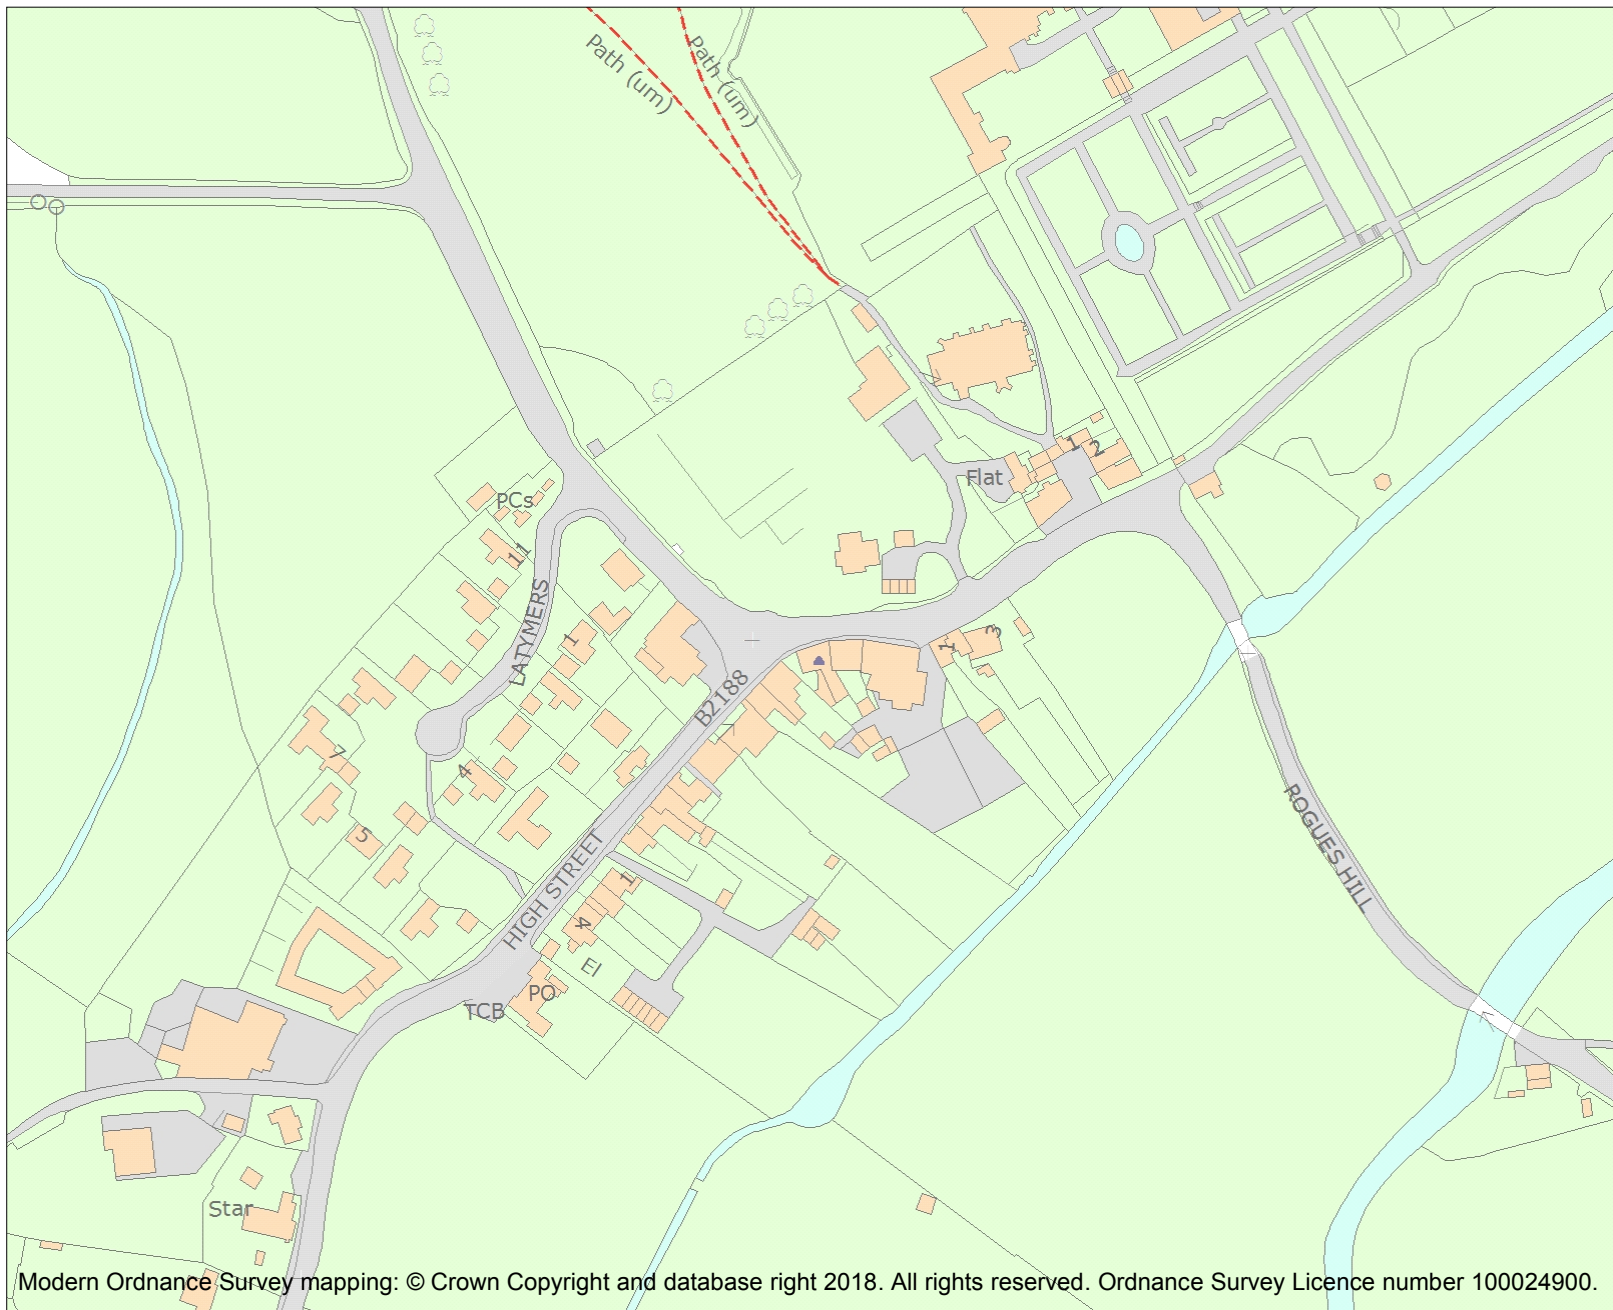 Path (um)
Path (um)
1
2
Flat
PCs
11
LATYMERS
1
3
1
B2188
7
4
5
HIGH STREET
1
4
El
PO
TCB
ROGUES HILL
Star
Modern Ordnance Survey mapping: © Crown Copyright and database right 2018. All rights reserved. Ordnance Survey Licence number 100024900.